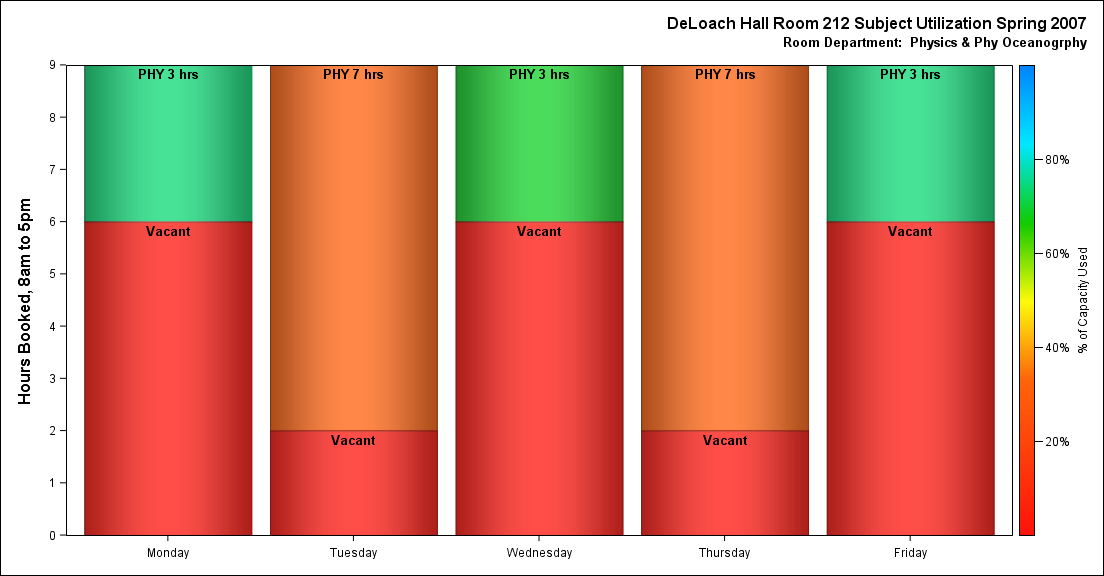 DeLoach Hall Room 212 Subject Utilization Spring 2007
Room Department:  Physics & Phy Oceanogrphy
Hours Booked, 8am to 5pm
9
8
7
6
5
4
3
2
1
0
PHY 3 hrs
PHY 7 hrs
PHY 3 hrs
PHY 7 hrs
PHY 3 hrs
Vacant
Vacant
Vacant
Vacant
Vacant
Monday
Tuesday
Wednesday
Thursday
Friday
80%
60%
40%
20%
% of Capacity Used